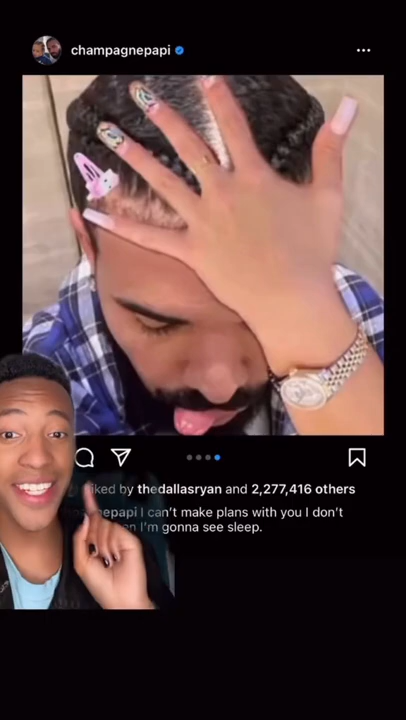 champagnepapi
liked by thedallasryan and 2,277,416 others
I can't make plans with you I don't
I'm gonna see sleep.